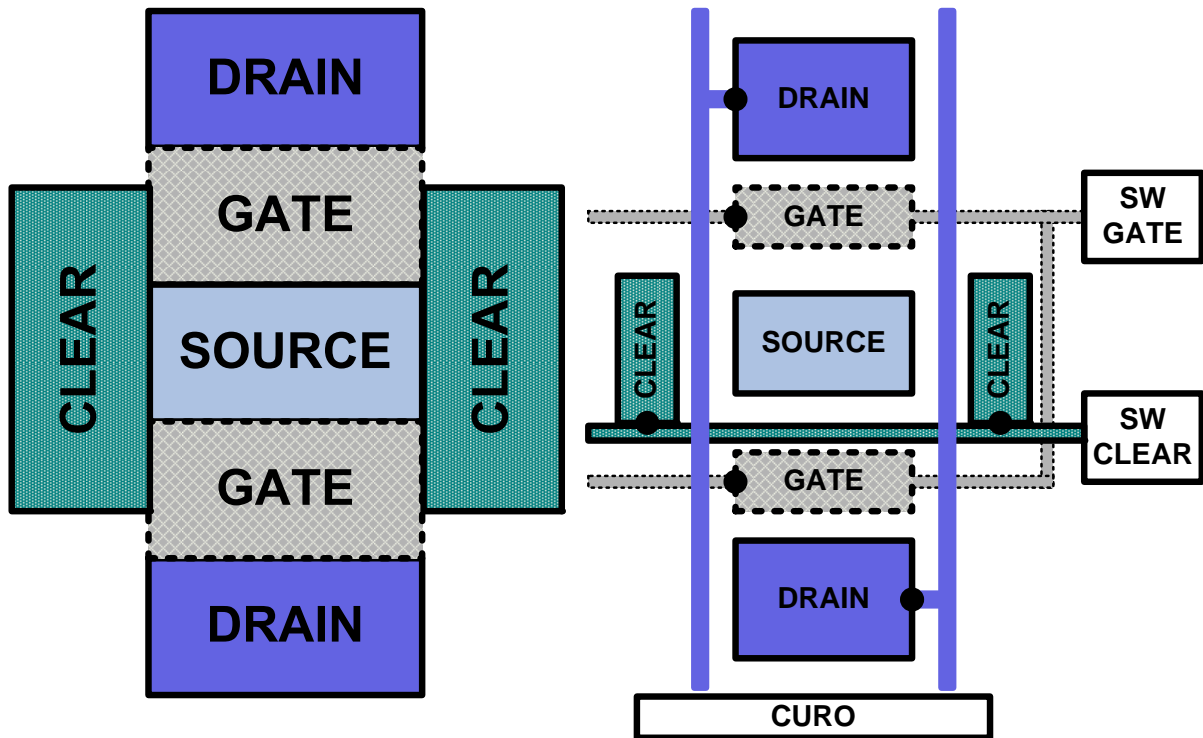 DRAIN
GATE
CLEAR
SOURCE
CLEAR
GATE
DRAIN
DRAIN
GATE
SW
GATE
CLEAR
SOURCE
CLEAR
SW
CLEAR
GATE
DRAIN
CURO